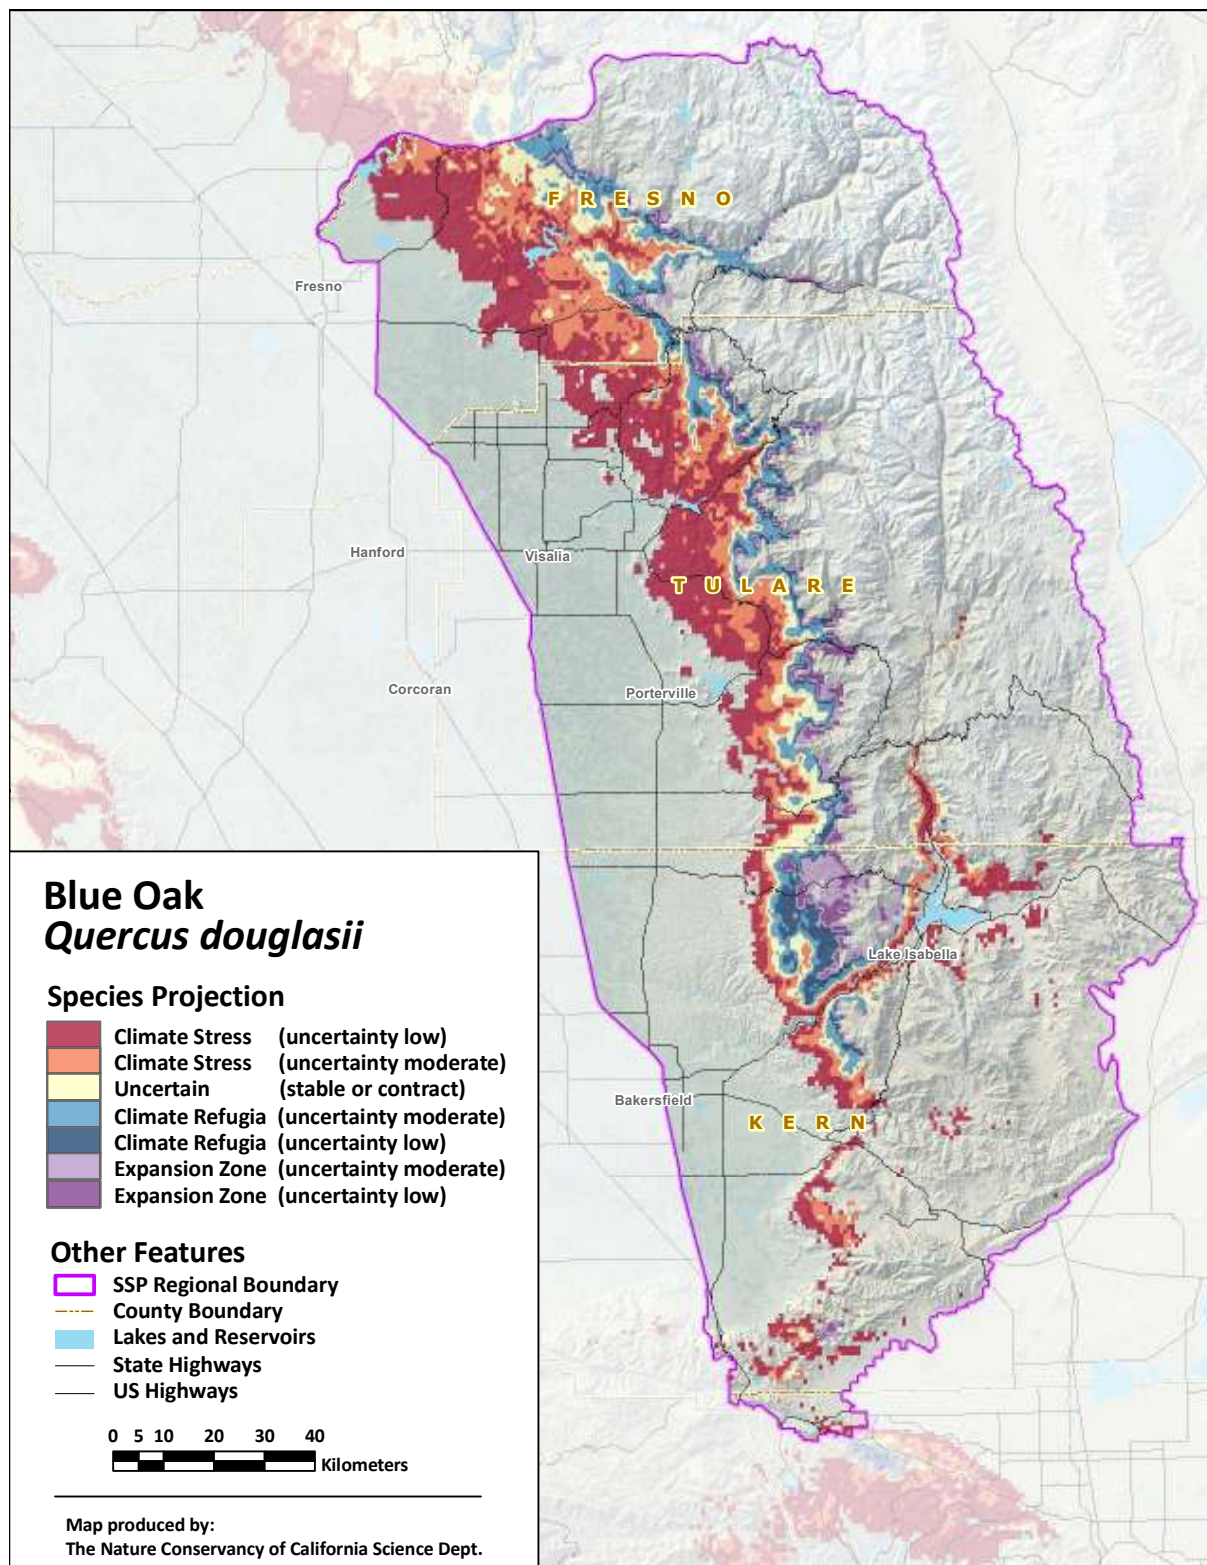 F R E S N O
Fresno
Hanford
Visalia
T U L A R E
Corcoran
Porterville
Lake Isabella
Bakersfield
K E R N
Blue Oak
Quercus douglasii
Species Projection
Climate Stress (uncertainty low)
Climate Stress (uncertainty moderate)
Uncertain (stable or contract)
Climate Refugia (uncertainty moderate)
Climate Refugia (uncertainty low)
Expansion Zone (uncertainty moderate)
Expansion Zone (uncertainty low)
Other Features
SSP Regional Boundary
County Boundary
Lakes and Reservoirs
State Highways
US Highways
0 5 10 20 30 40
Kilometers
Map produced by:
The Nature Conservancy of California Science Dept.